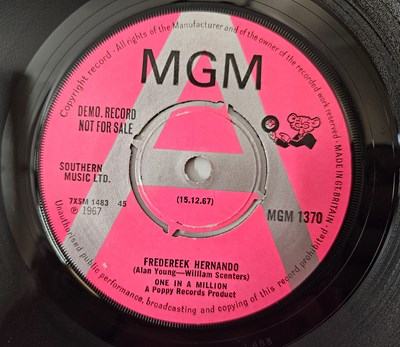 Copyright record · All rights of the Manufacturer and of the owner of the recorded work reserved · MADE IN GT. BRITAIN
MGM
DEMO. RECORD
NOT FOR SALE
SOUTHERN
MUSIC LTD.
7XSM 1483 45
℗ 1967
(15.12.67)
MGM 1370
FREDEREEK HERNANDO
(Alan Young—William Scenters)
ONE IN A MILLION
A Poppy Records Product
Unauthorised public performance, broadcasting and copying of this record prohibited